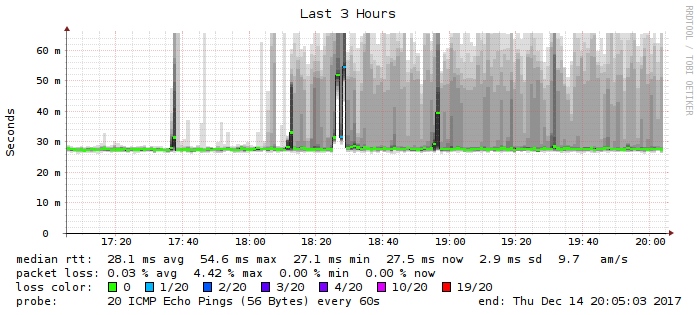 Last 3 Hours
RRDTOOL / TOBI OETIKER
Seconds
60 m
50 m
40 m
30 m
20 m
10 m
0
17:20 17:40 18:00 18:20 18:40 19:00 19:20 19:40 20:00
median rtt: 28.1 ms avg 54.6 ms max 27.1 ms min 27.5 ms now 2.9 ms sd 9.7 am/s
packet loss: 0.03 % avg 4.42 % max 0.00 % min 0.00 % now
loss color: 0 1/20 2/20 3/20 4/20 10/20 19/20
probe: 20 ICMP Echo Pings (56 Bytes) every 60s end: Thu Dec 14 20:05:03 2017